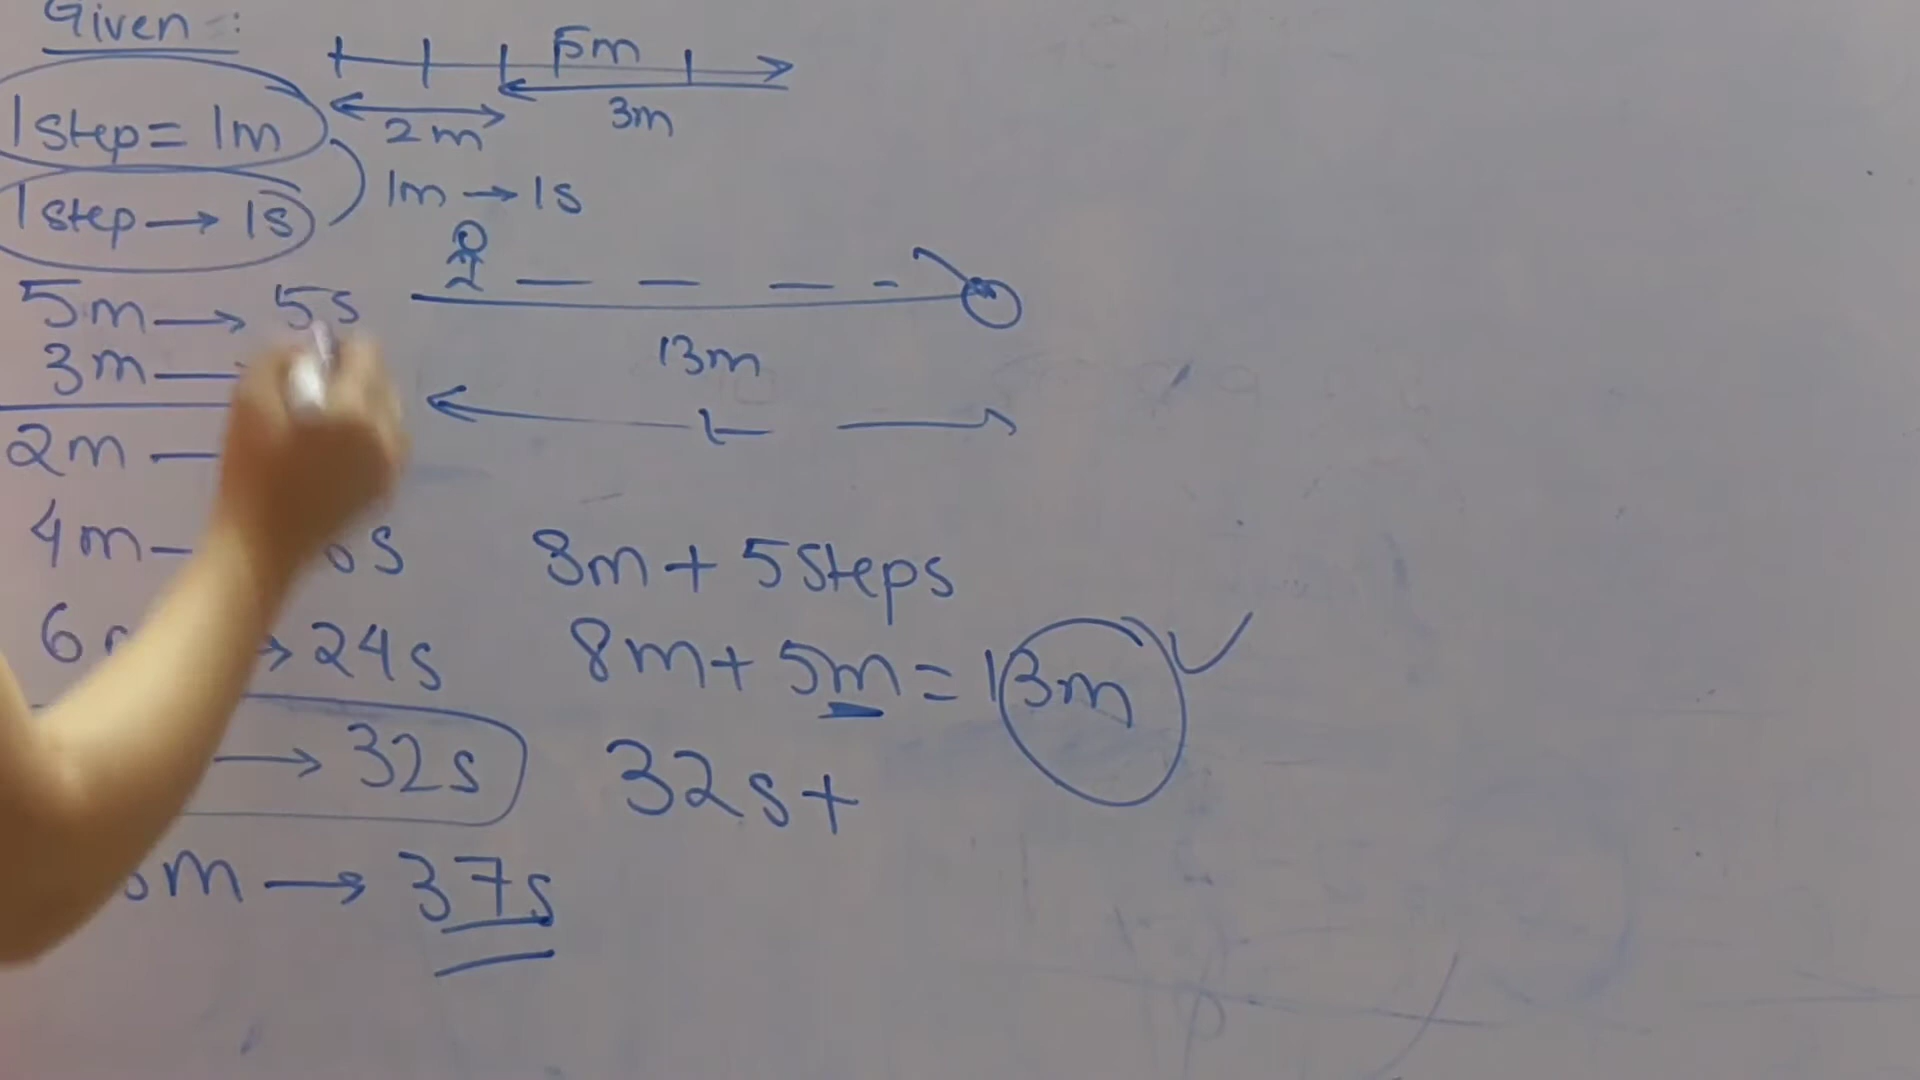 Given :
5m
2m
3m
1step = 1m
1m → 1s
1step → 1s
5m → 5s
3m
13m
2m
4m
8m + 5steps
6
→ 24s
8m + 5m = 13m
→ 32s
32s +
m → 37s